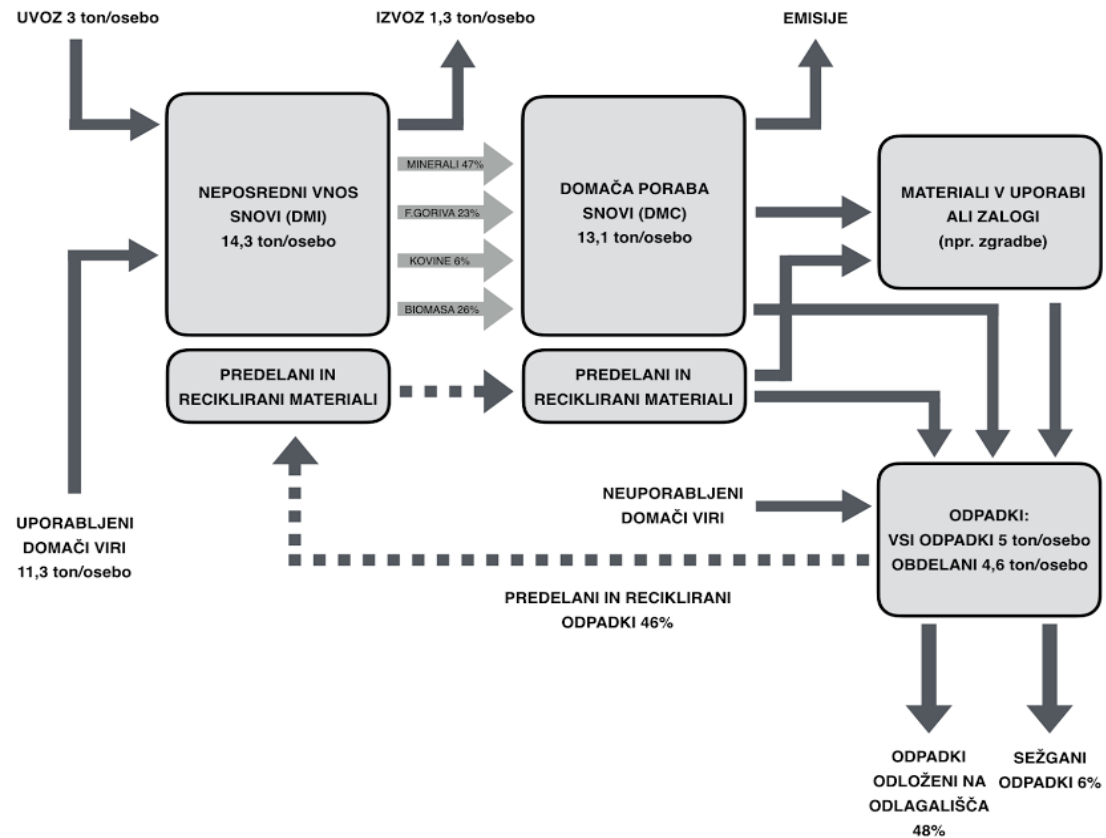 UVOZ 3 ton/osebo
IZVOZ 1,3 ton/osebo
EMISIJE
NEPOSREDNI VNOS
SNOVI (DMI)
14,3 ton/osebo
MINERALI 47%
F.GORIVA 23%
KOVINE 6%
BIOMASA 26%
DOMAČA PORABA
SNOVI (DMC)
13,1 ton/osebo
MATERIALI V UPORABI
ALI ZALOGI
(npr. zgradbe)
PREDELANI IN
RECIKLIRANI MATERIALI
PREDELANI IN
RECIKLIRANI MATERIALI
UPORABLJENI
DOMAČI VIRI
11,3 ton/osebo
NEUPORABLJENI
DOMAČI VIRI
ODPADKI:
VSI ODPADKI 5 ton/osebo
OBDELANI 4,6 ton/osebo
PREDELANI IN RECIKLIRANI
ODPADKI 46%
ODPADKI
ODLOŽENI NA
ODLAGALIŠČA
48%
SEŽGANI
ODPADKI 6%